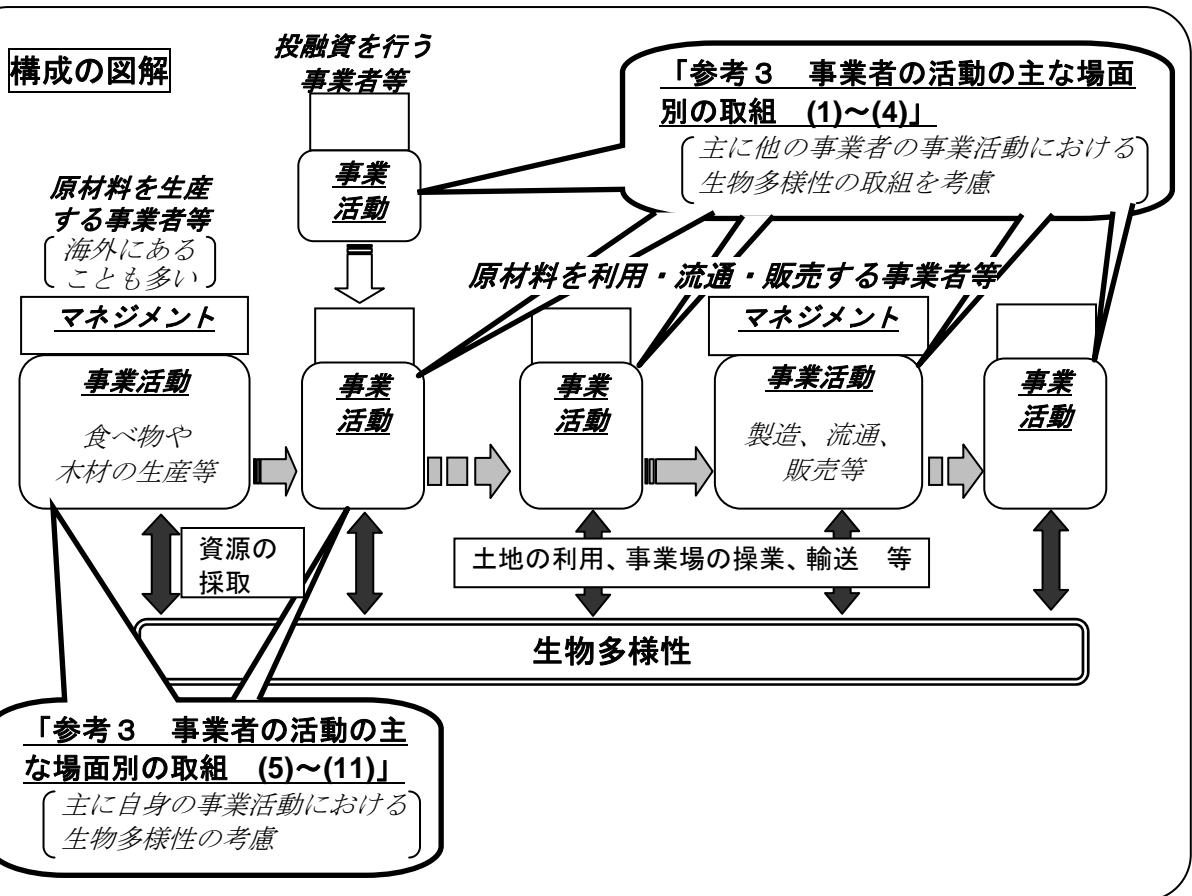 構成の図解
投融資を行う
事業者等
事業
活動
「参考３　事業者の活動の主な場面
別の取組　(1)～(4)」
主に他の事業者の事業活動における
生物多様性の取組を考慮
原材料を生産
する事業者等
海外にある
ことも多い
原材料を利用・流通・販売する事業者等
マネジメント
事業活動
食べ物や
木材の生産等
事業
活動
事業
活動
マネジメント
事業活動
製造、流通、
販売等
事業
活動
資源の
採取
土地の利用、事業場の操業、輸送　等
生物多様性
「参考３　事業者の活動の主
な場面別の取組　(5)～(11)」
主に自身の事業活動における
生物多様性の考慮